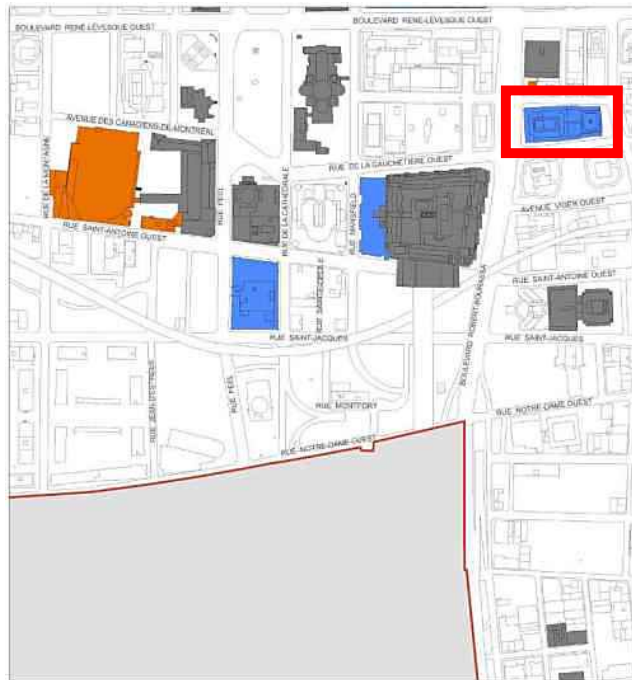 BOULEVARD RENÉ-LÉVESQUE OUEST
BOULEVARD RENÉ-LÉVESQUE OUEST
AVENUE DES CANADIENS-DE-MONTRÉAL
RUE DE LA MONTAGNE
RUE PEEL
RUE DE LA CATHÉDRALE
RUE DE LA GAUCHETIÈRE OUEST
RUE MANSFIELD
AVENUE VIGER OUEST
RUE SAINT-ANTOINE OUEST
RUE SAINT-ANTOINE OUEST
RUE SAINTE-CÉCILE
BOULEVARD ROBERT-BOURASSA
RUE SAINT-JACQUES
RUE SAINT-JACQUES
RUE JEAN-D'ESTRÉES
RUE PEEL
RUE MONTFORT
RUE NOTRE-DAME OUEST
RUE NOTRE-DAME OUEST